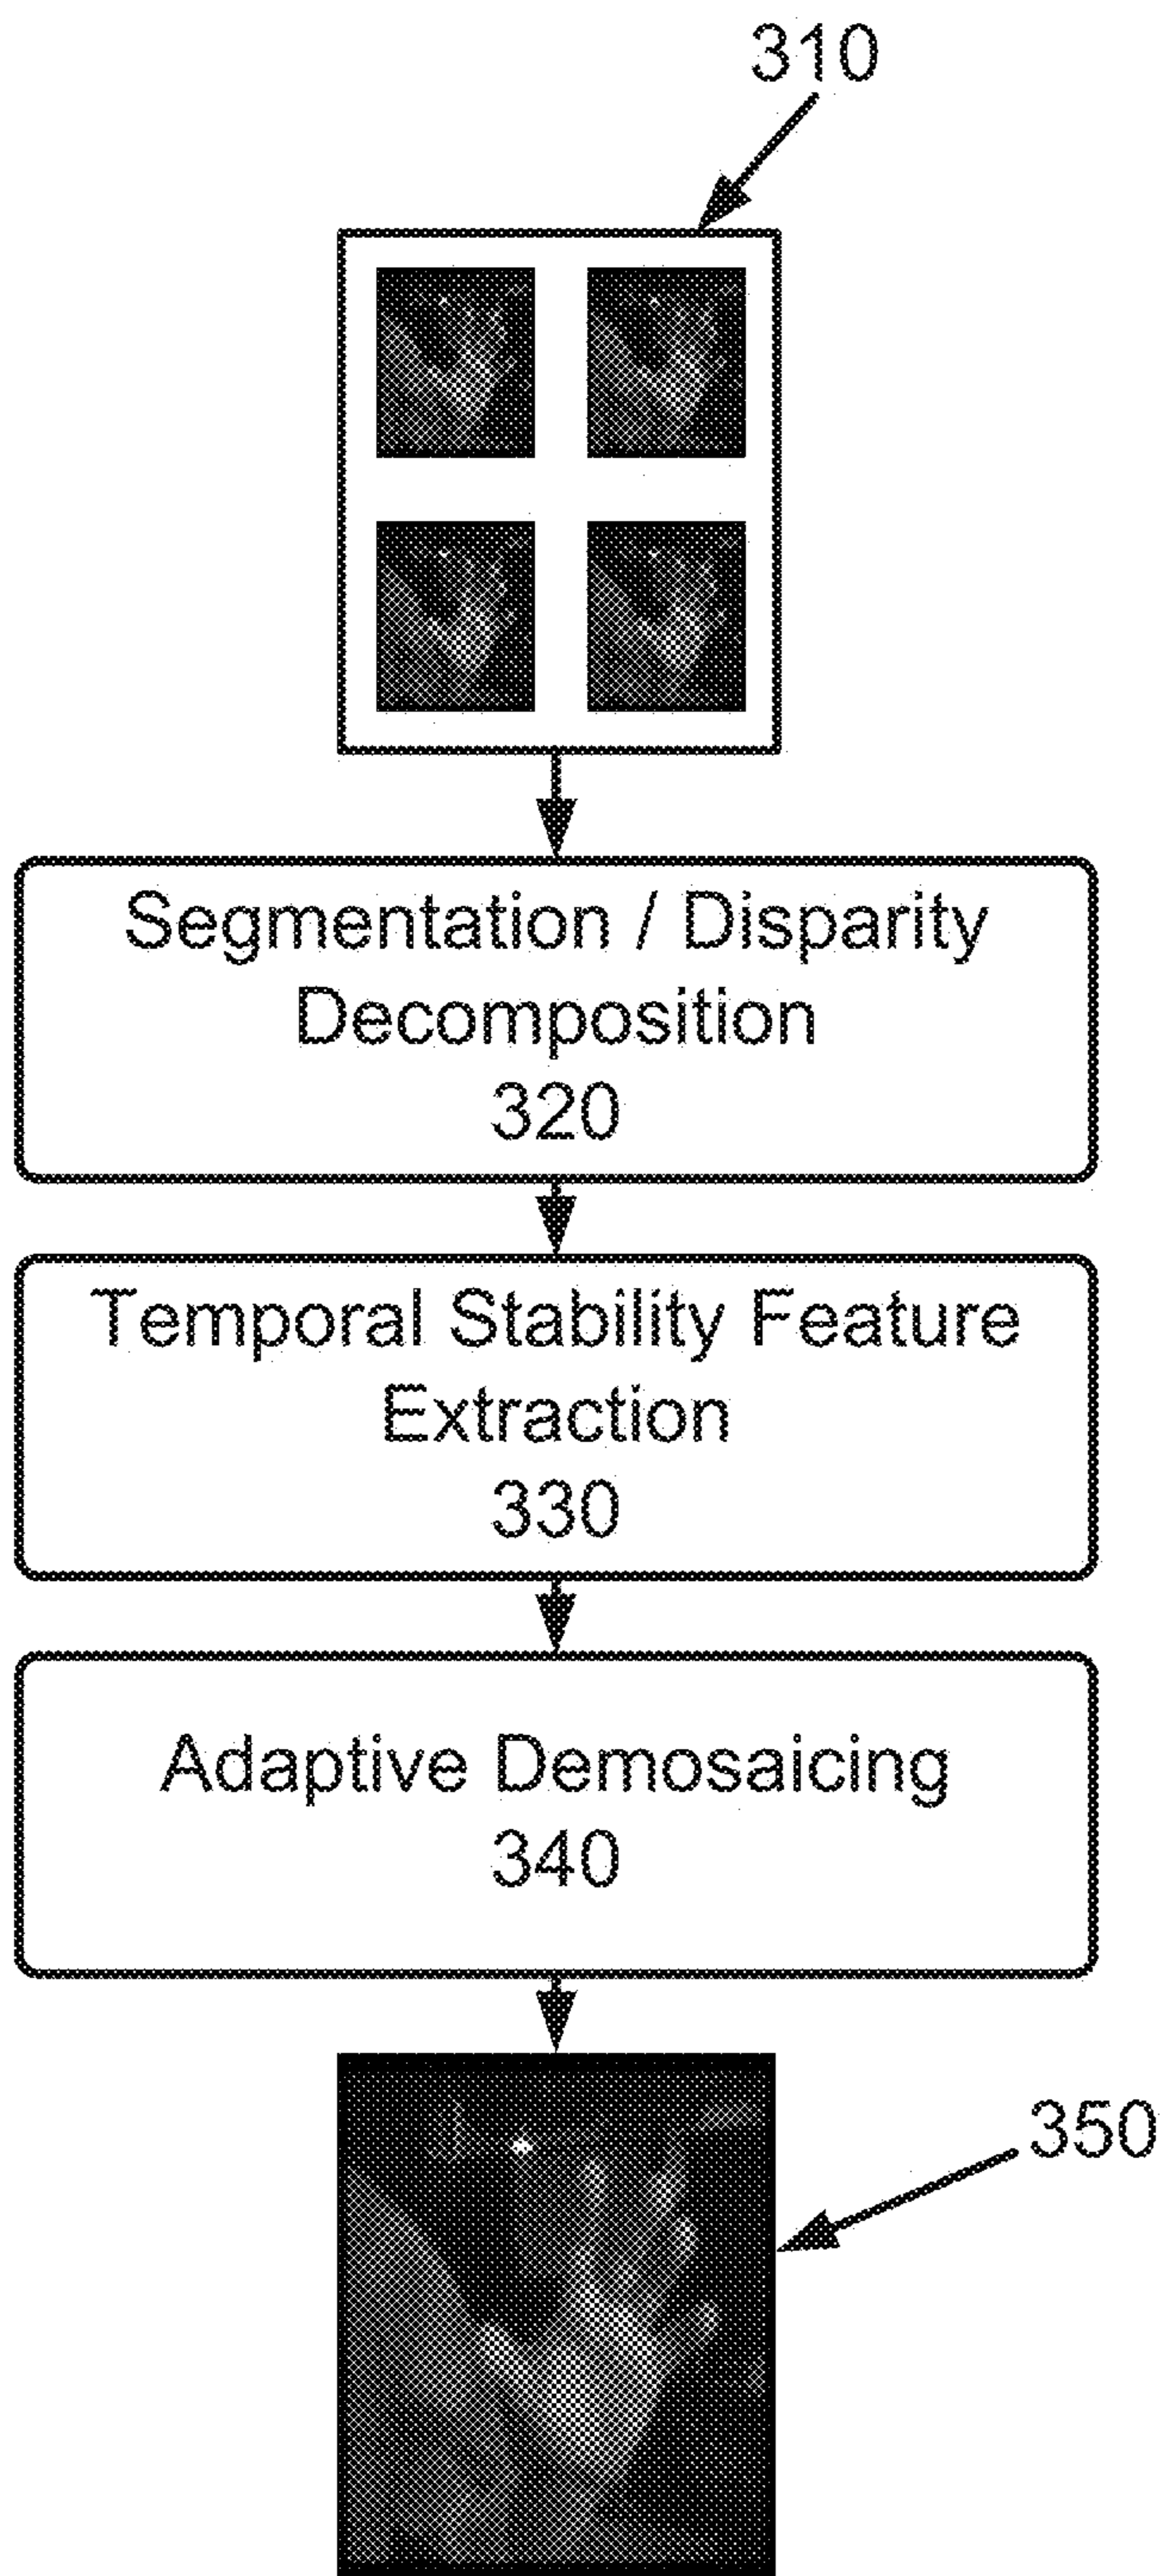 310
Segmentation / Disparity
Decomposition
320
Temporal Stability Feature
Extraction
330
Adaptive Demosaicing
340
350